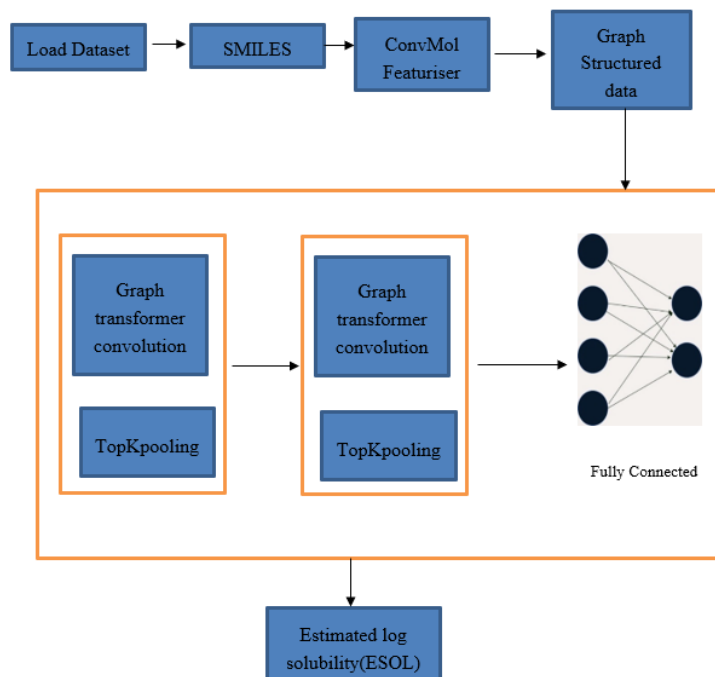 Load Dataset
SMILES
ConvMol
Featuriser
Graph
Structured
data
Graph
transformer
convolution
TopKpooling
Graph
transformer
convolution
TopKpooling
Fully Connected
Estimated log
solubility(ESOL)